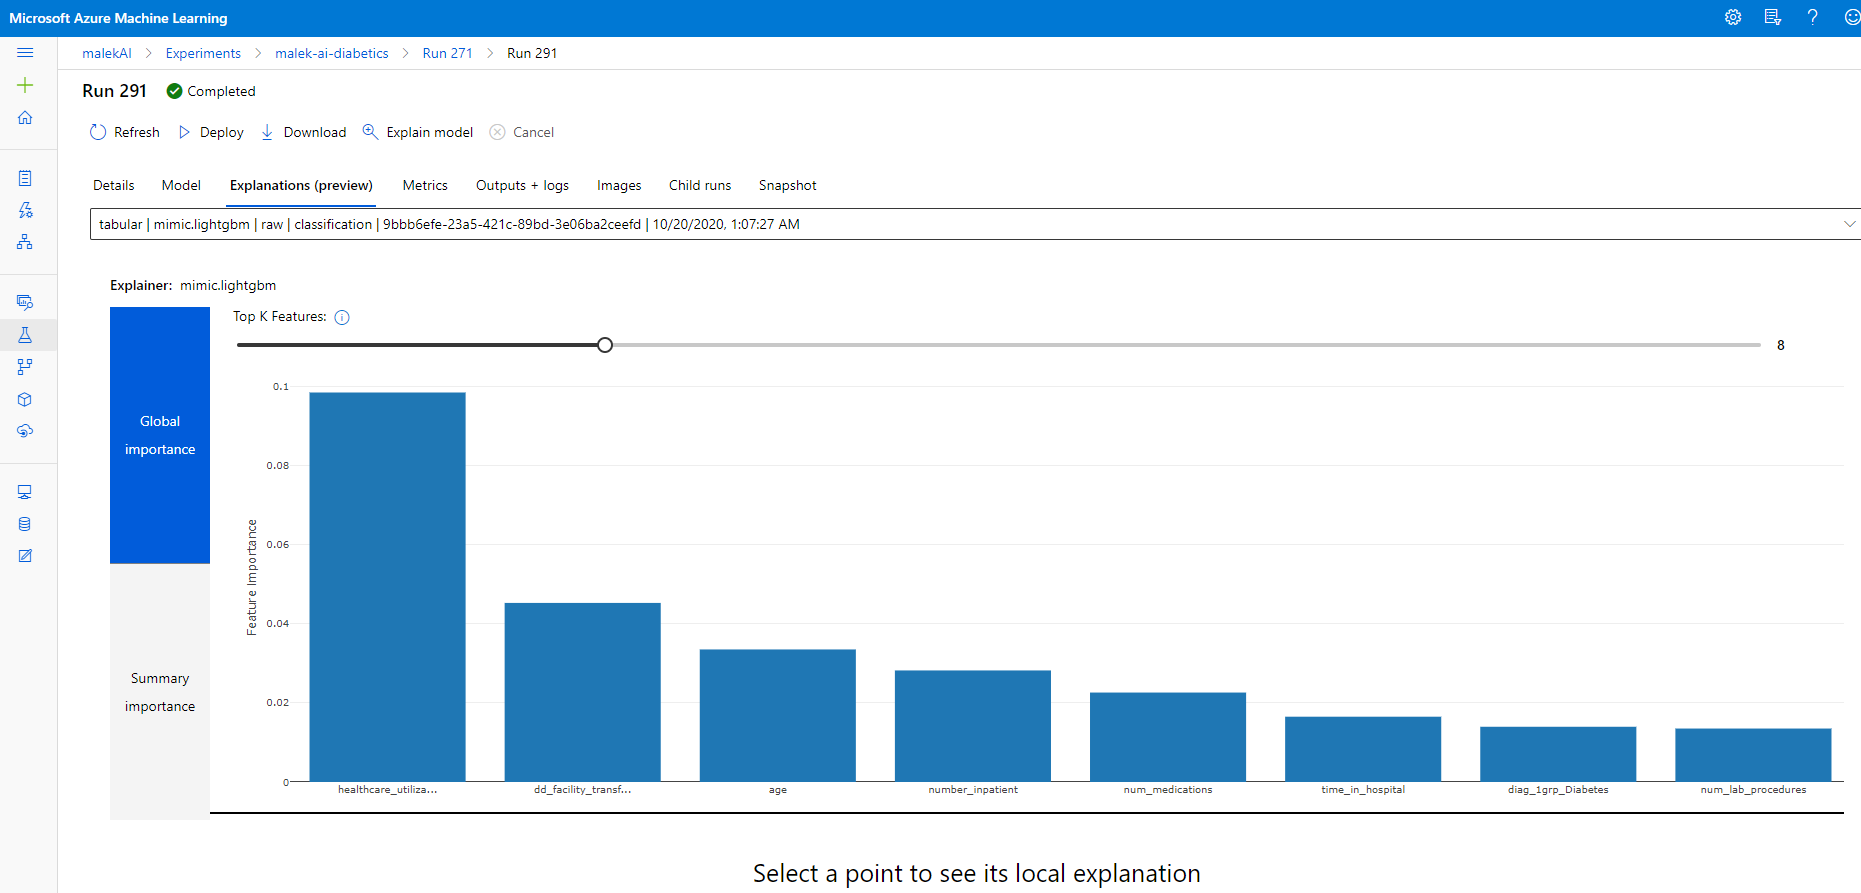 Microsoft Azure Machine Learning
malekAI > Experiments > malek-ai-diabetics > Run 271 > Run 291
Run 291 Completed
Refresh Deploy Download Explain model Cancel
Details Model Explanations (preview) Metrics Outputs + logs Images Child runs Snapshot
tabular | mimic.lightgbm | raw | classification | 9bbb6efe-23a5-421c-89bd-3e06ba2ceefd | 10/20/2020, 1:07:27 AM
Explainer: mimic.lightgbm
Global
importance
Summary
importance
Top K Features:
8
Feature Importance
0.1
0.08
0.06
0.04
0.02
0
healthcare_utiliza... dd_facility_transf... age number_inpatient num_medications time_in_hospital diag_1grp_Diabetes num_lab_procedures
Select a point to see its local explanation